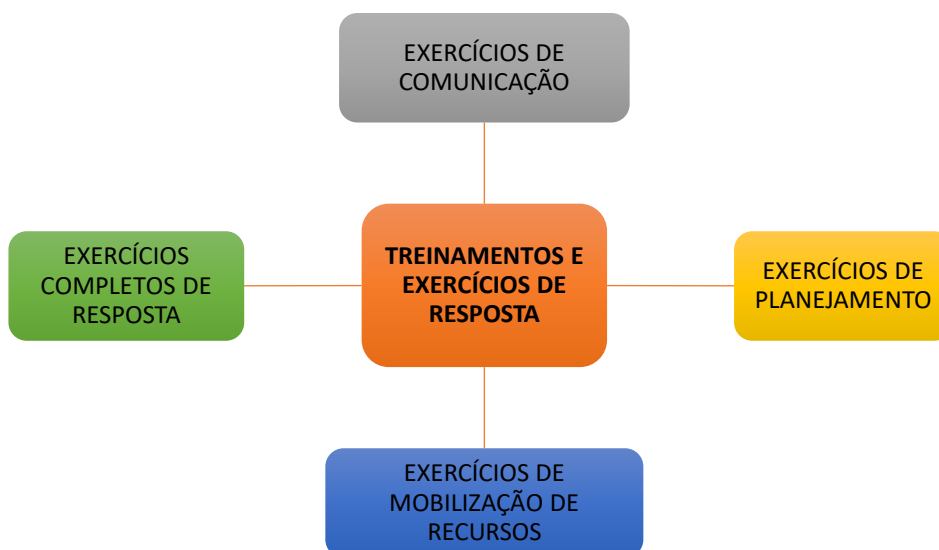 EXERCÍCIOS DE
COMUNICAÇÃO
EXERCÍCIOS
COMPLETOS DE
RESPOSTA
TREINAMENTOS E
EXERCÍCIOS DE
RESPOSTA
EXERCÍCIOS DE
PLANEJAMENTO
EXERCÍCIOS DE
MOBILIZAÇÃO DE
RECURSOS